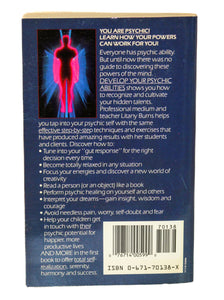 YOU ARE PSYCHIC!
LEARN HOW YOUR POWERS
CAN WORK FOR YOU!
Everyone has psychic ability.
But until now there was no
guide to discovering these
powers of the mind.
DEVELOP YOUR PSYCHIC
ABILITIES shows you how
to recognize and cultivate
your hidden talents.
Professional medium and
teacher Litany Burns helps
you tap into your psychic self with the same
effective step-by-step techniques and exercises that
have produced amazing results with her students
and clients. Discover how to:
• Tune into your "gut response" for the right
decision every time
• Become totally relaxed in any situation
• Focus your energies and discover a new world of
creativity
• Read a person (or an object) like a book
• Perform psychic healing on yourself and others
• Interpret your dreams—gain insight, wisdom and
courage
• Avoid needless pain, worry, self-doubt and fear
• Help your children get
in touch with their
psychic potential for
happier, more
productive lives
AND MORE in the first
book to offer total self-
realization, serenity,
harmony and success.
70138
ISBN 0-671-70138-X